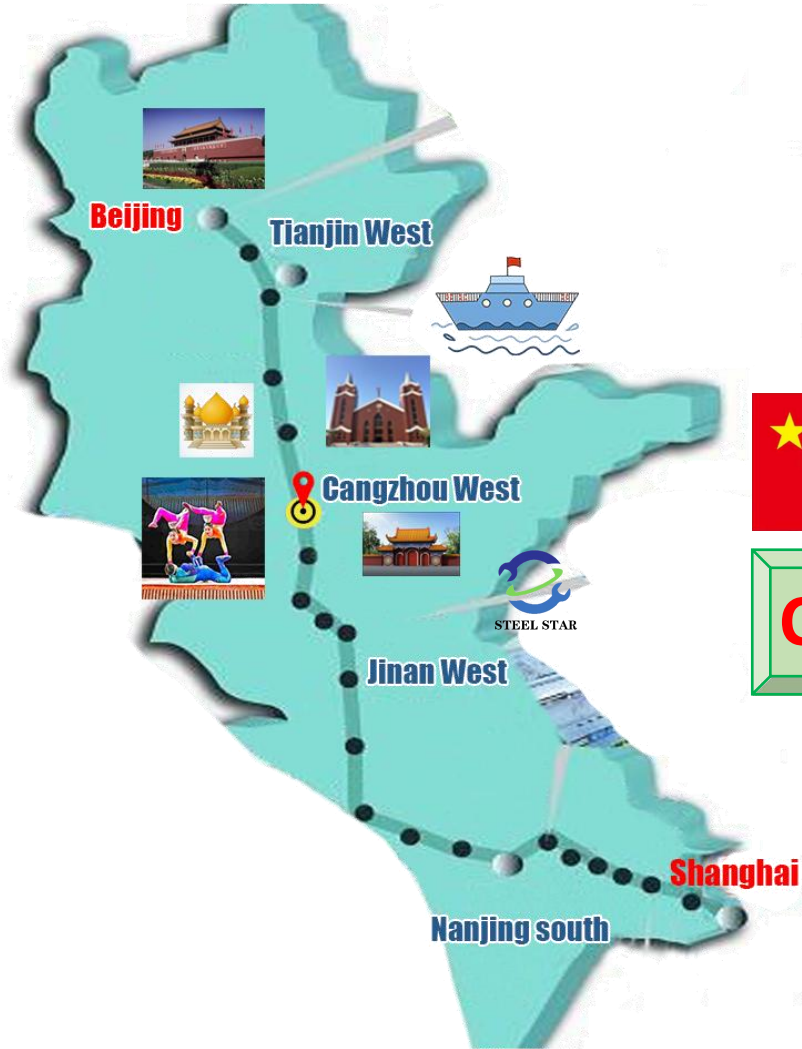 Beijing
Tianjin West
Cangzhou West
STEEL STAR
Jinan West
C
Shanghai
Nanjing south